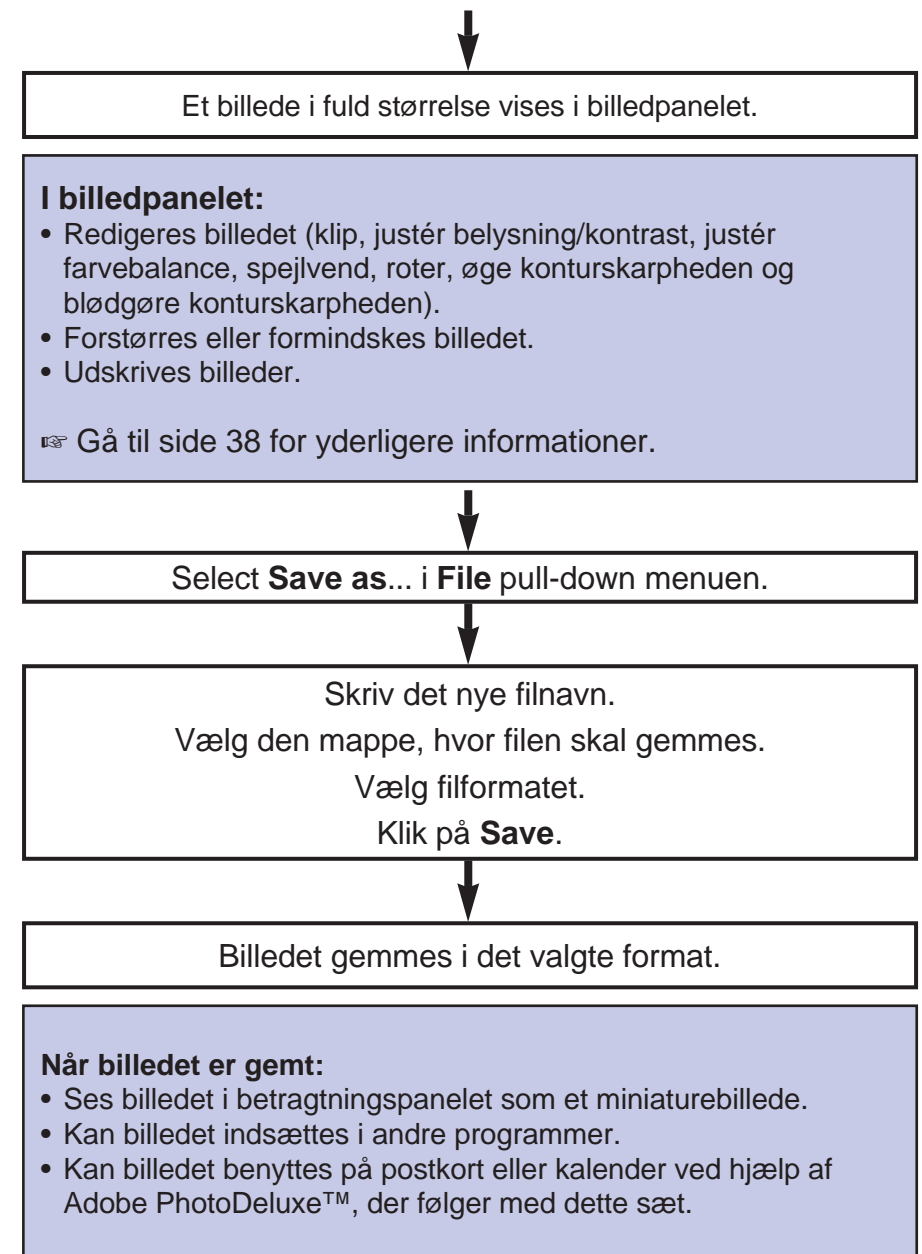 Et billede i fuld størrelse vises i billedpanelet.
I billedpanelet:
• Redigeres billedet (klip, justér belysning/kontrast, justér
farvebalance, spejlvend, roter, øge konturskarpheden og
blødgøre konturskarpheden).
• Forstørres eller formindskes billedet.
• Udskrives billeder.
☞ Gå til side 38 for yderligere informationer.
Select Save as... i File pull-down menuen.
Skriv det nye filnavn.
Vælg den mappe, hvor filen skal gemmes.
Vælg filformatet.
Klik på Save.
Billedet gemmes i det valgte format.
Når billedet er gemt:
• Ses billedet i betragtningspanelet som et miniaturebillede.
• Kan billedet indsættes i andre programmer.
• Kan billedet benyttes på postkort eller kalender ved hjælp af
Adobe PhotoDeluxe™, der følger med dette sæt.